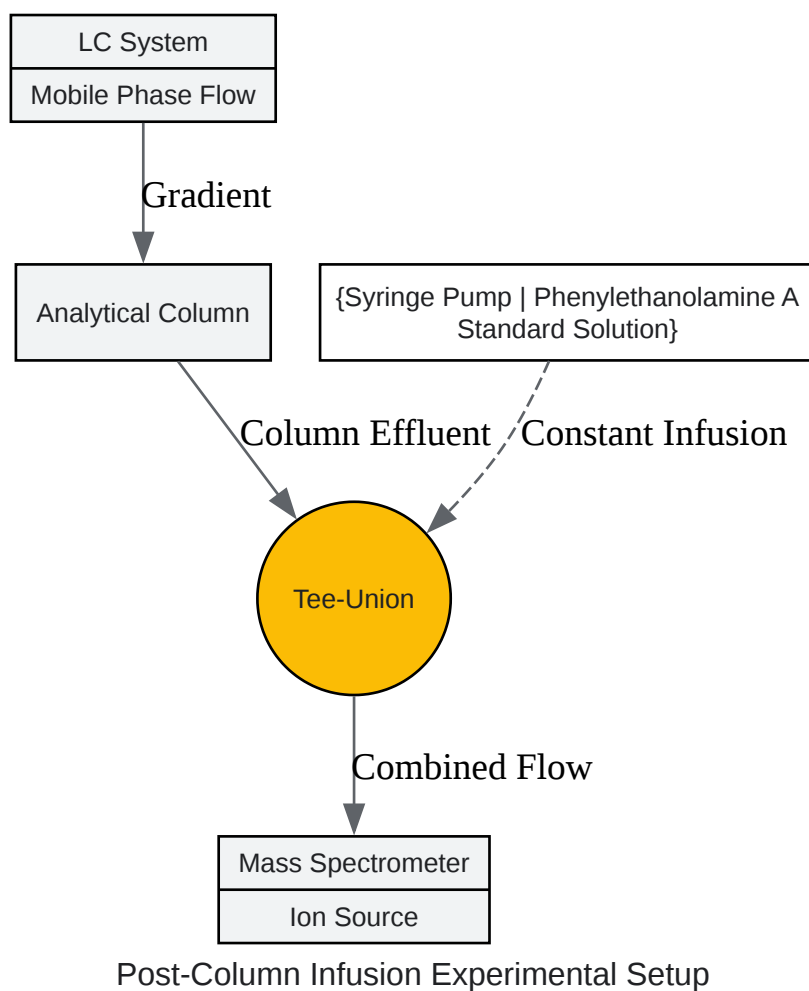 LC System
Mobile Phase Flow
Gradient
Analytical Column
{Syringe Pump | Phenylethanolamine A
Standard Solution}
Column Effluent
Constant Infusion
Tee-Union
Combined Flow
Mass Spectrometer
Ion Source
Post-Column Infusion Experimental Setup